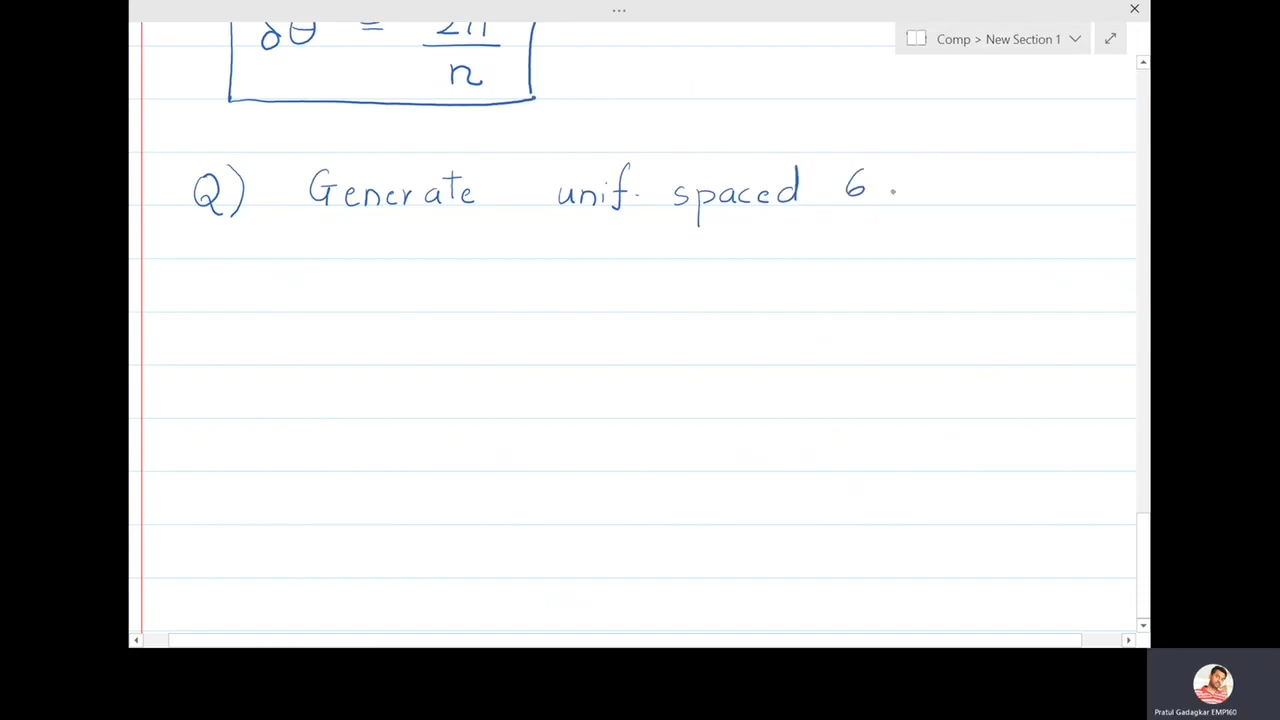 ...
Comp > New Section 1
δθ = 2π
n
Q) Generate unif. spaced 6
Pratul Gadagkar EMP160